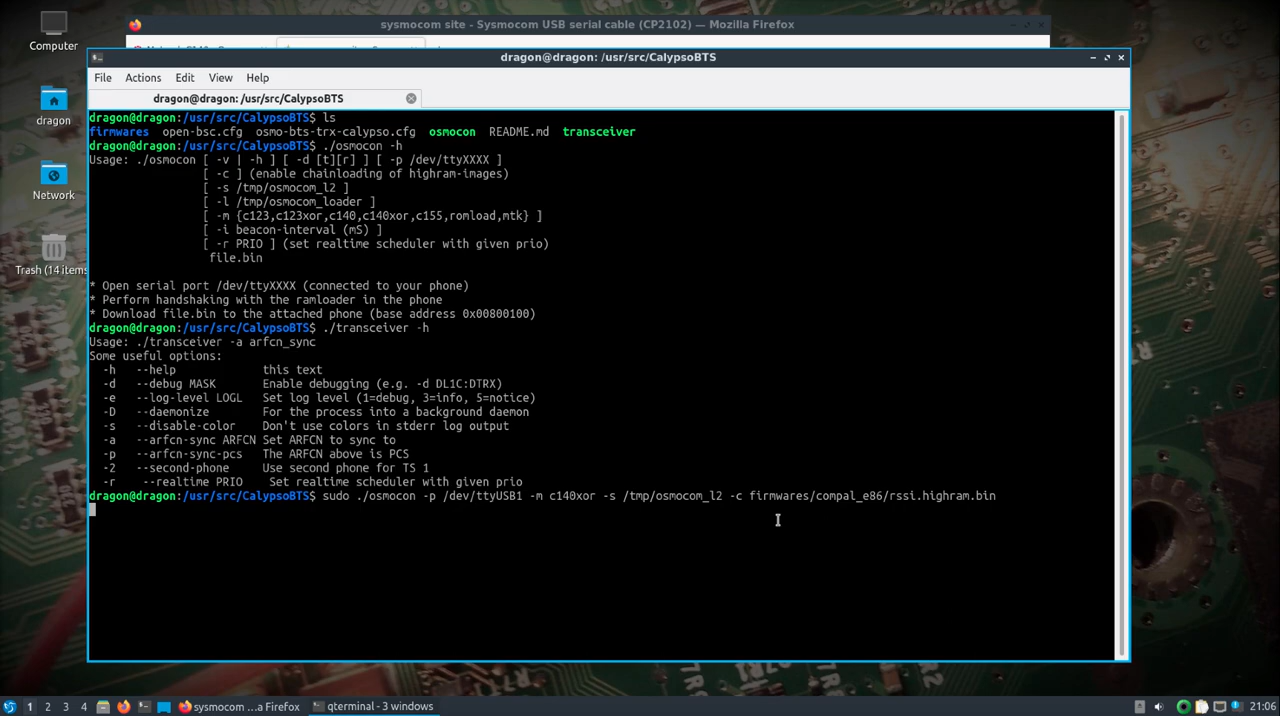 Computer
dragon
Network
Trash (14 items
sysmocom site - Sysmocom USB serial cable (CP2102) — Mozilla Firefox
dragon@dragon: /usr/src/CalypsoBTS
File Actions Edit View Help
dragon@dragon: /usr/src/CalypsoBTS
dragon@dragon:/usr/src/CalypsoBTS$ ls
firmwares open-bsc.cfg osmo-bts-trx-calypso.cfg osmocon README.md transceiver
dragon@dragon:/usr/src/CalypsoBTS$ ./osmocon -h
Usage: ./osmocon [ -v | -h ] [ -d [t][r] ] [ -p /dev/ttyXXXX ]
[ -c ] (enable chainloading of highram-images)
[ -s /tmp/osmocom_l2 ]
[ -l /tmp/osmocom_loader ]
[ -m {c123,c123xor,c140,c140xor,c155,romload,mtk} ]
[ -i beacon-interval (mS) ]
[ -r PRIO ] (set realtime scheduler with given prio)
file.bin
* Open serial port /dev/ttyXXXX (connected to your phone)
* Perform handshaking with the ramloader in the phone
* Download file.bin to the attached phone (base address 0x00800100)
dragon@dragon:/usr/src/CalypsoBTS$ ./transceiver -h
Usage: ./transceiver -a arfcn_sync
Some useful options:
-h --help this text
-d --debug MASK Enable debugging (e.g. -d DL1C:DTRX)
-e --log-level LOGL Set log level (1=debug, 3=info, 5=notice)
-D --daemonize For the process into a background daemon
-s --disable-color Don't use colors in stderr log output
-a --arfcn-sync ARFCN Set ARFCN to sync to
-p --arfcn-sync-pcs The ARFCN above is PCS
-2 --second-phone Use second phone for TS 1
-r --realtime PRIO Set realtime scheduler with given prio
dragon@dragon:/usr/src/CalypsoBTS$ sudo ./osmocon -p /dev/ttyUSB1 -m c140xor -s /tmp/osmocom_l2 -c firmwares/compal_e86/rssi.highram.bin
1 2 3 4 sysmocom ...a Firefox qterminal - 3 windows 21:06